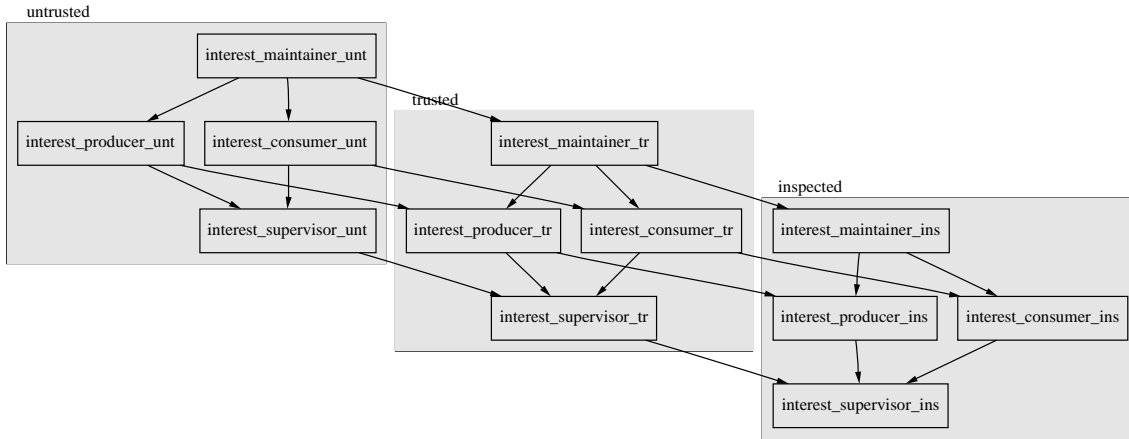 untrusted
interest_maintainer_unt
trusted
interest_producer_unt
interest_consumer_unt
interest_maintainer_tr
inspected
interest_supervisor_unt
interest_producer_tr
interest_consumer_tr
interest_maintainer_ins
interest_supervisor_tr
interest_producer_ins
interest_consumer_ins
interest_supervisor_ins